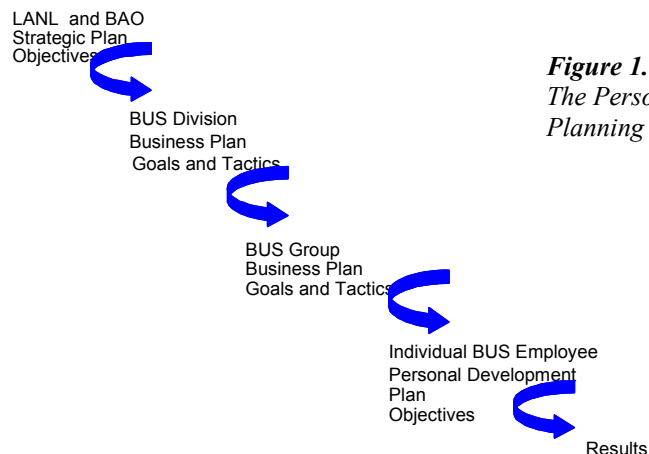 LANL and BAO
Strategic Plan
Objectives
Figure 1.
The Perso
Planning
BUS Division
Business Plan
Goals and Tactics
BUS Group
Business Plan
Goals and Tactics
Individual BUS Employee
Personal Development
Plan
Objectives
Results